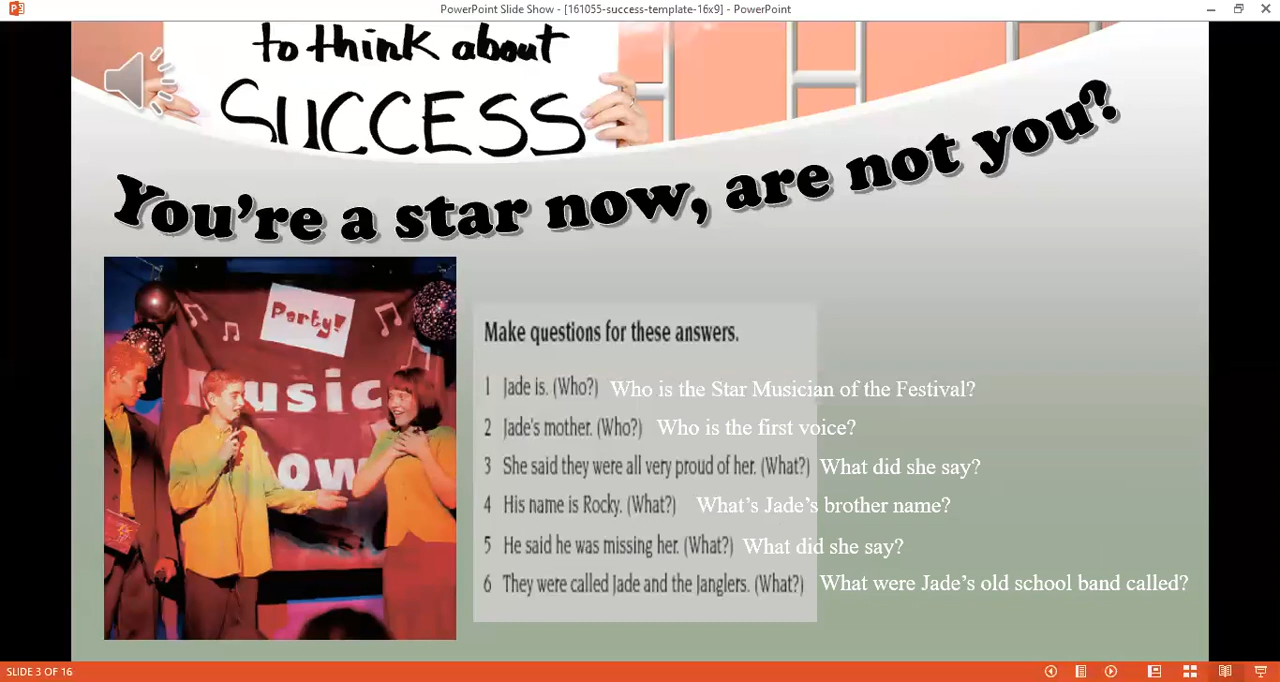 PowerPoint Slide Show - [161055-success-template-16x9] - PowerPoint
to think about
SUCCESS
You're a star now, are not you?
Party!
Music
Make questions for these answers.
1 Jade is. (Who?) Who is the Star Musician of the Festival?
2 Jade's mother. (Who?) Who is the first voice?
3 She said they were all very proud of her. (What?) What did she say?
4 His name is Rocky. (What?) What's Jade's brother name?
5 He said he was missing her. (What?) What did she say?
6 They were called Jade and the Janglers. (What?) What were Jade's old school band called?
SLIDE 3 OF 16